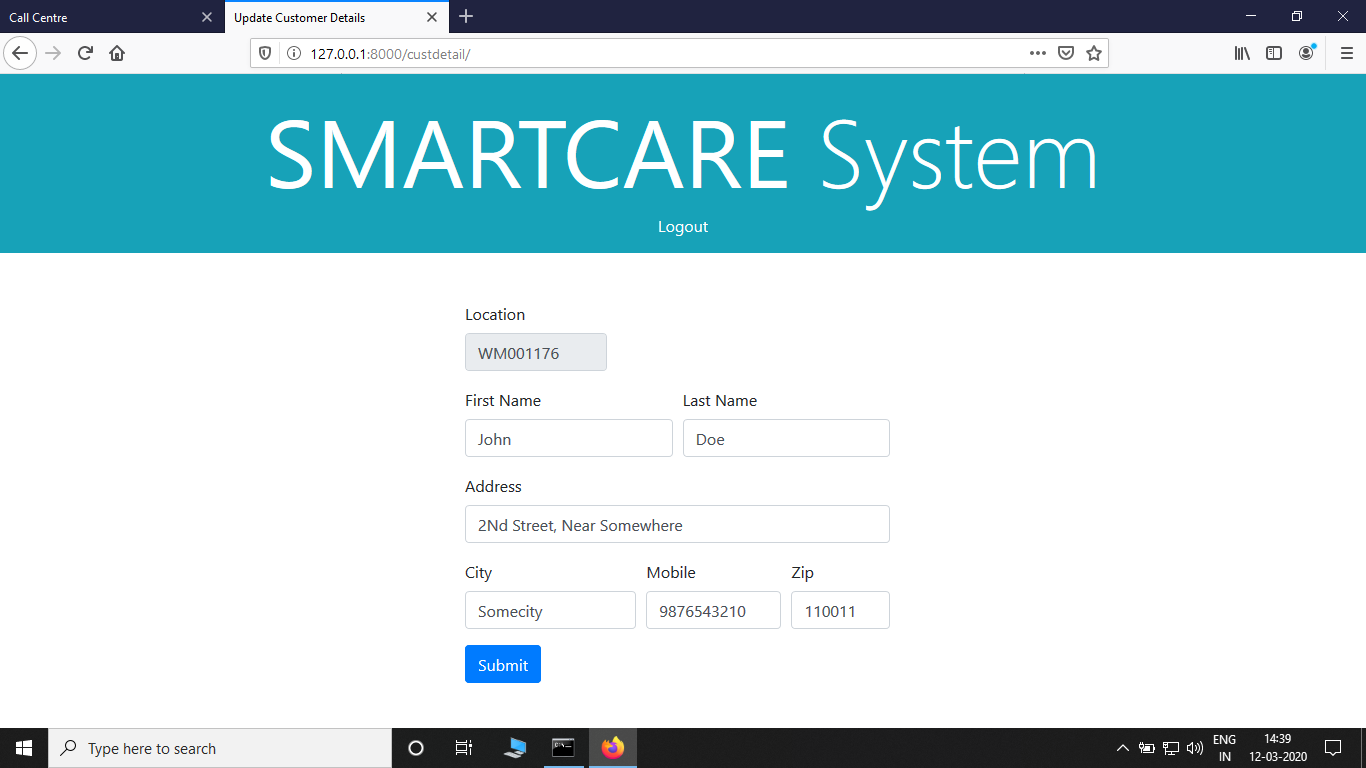 Call Centre
Update Customer Details
127.0.0.1:8000/custdetail/
SMARTCARE System
Logout
Location
WM001176
First Name Last Name
John Doe
Address
2Nd Street, Near Somewhere
City Mobile Zip
Somecity 9876543210 110011
Submit
Type here to search
ENG
IN
14:39
12-03-2020